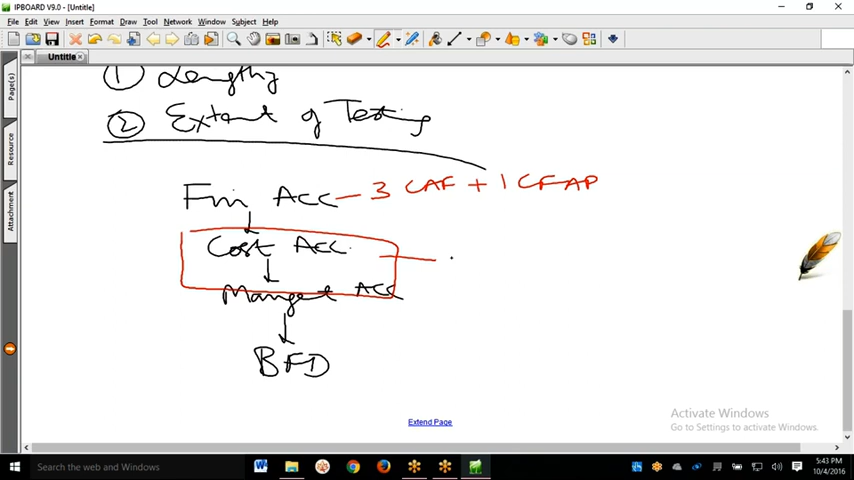 IPBOARD V9.0 - [Untitle]
File Edit View Insert Format Draw Tool Network Window Subject Help
Untitle
Page(s)
Resource
Attachment
① Lengthy
② Extent of Testing
Fin ACC - 3 CAF + 1 CFAP
Cost ACC
Mangest ACC
BFD
Extend Page
Activate Windows
Go to Settings to activate Windows.
Search the web and Windows
5:43 PM
10/4/2016